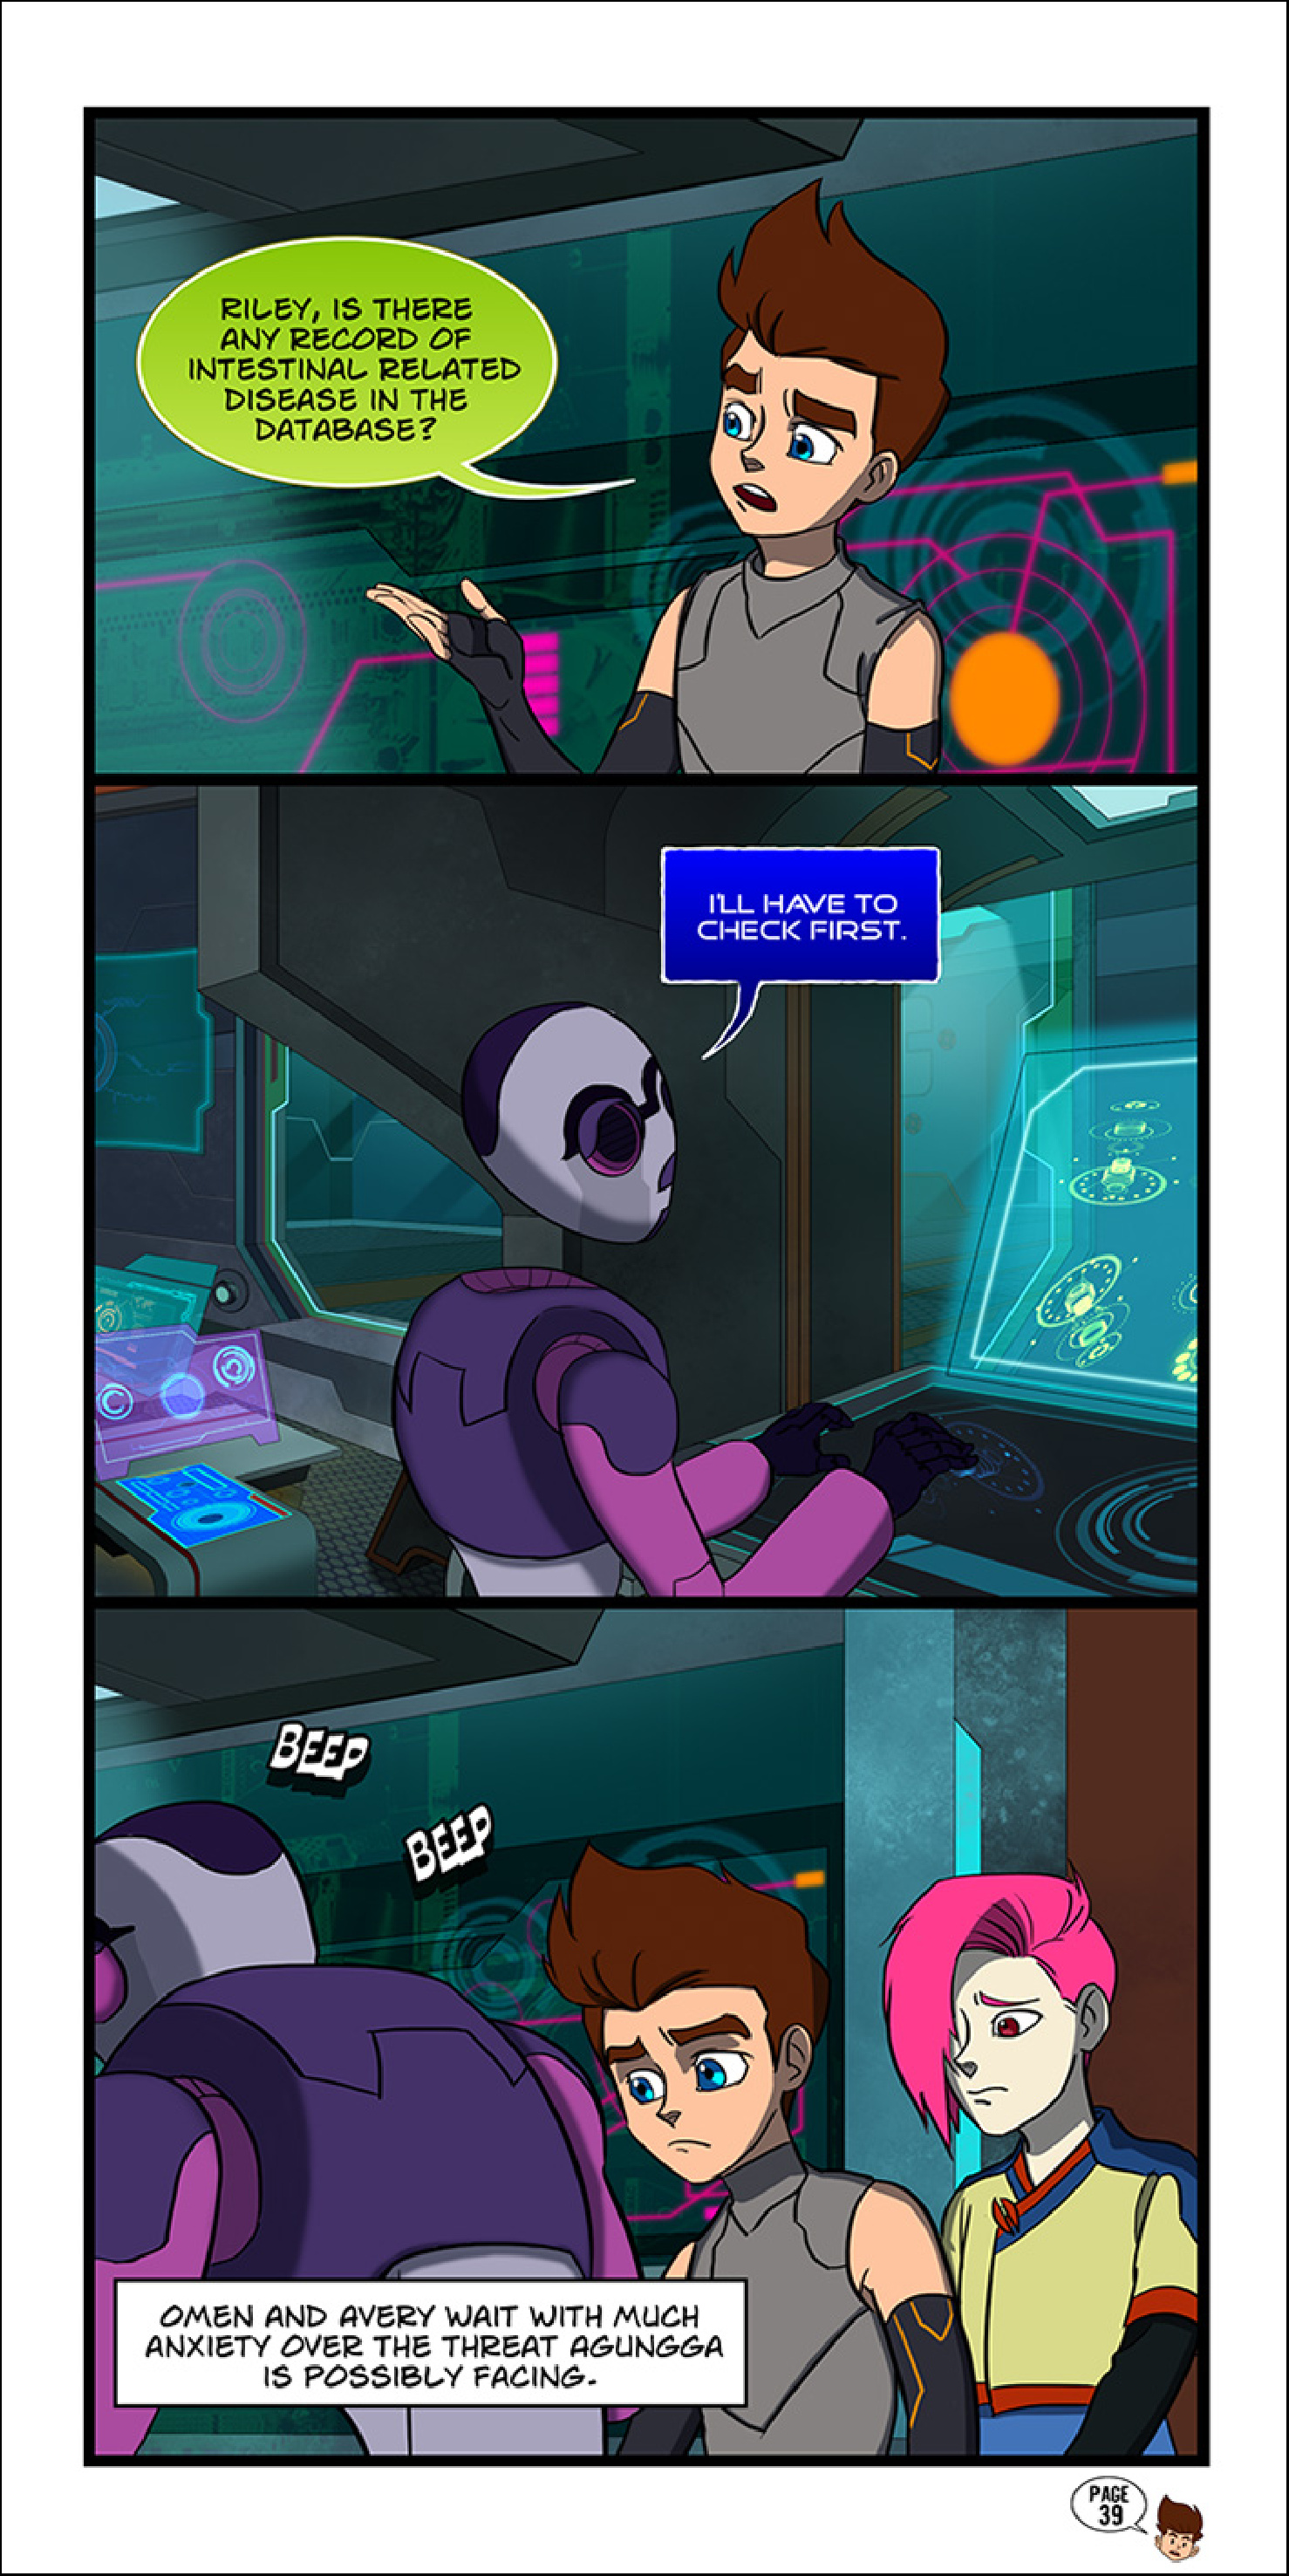 RILEY, IS THERE
ANY RECORD OF
INTESTINAL RELATED
DISEASE IN THE
DATABASE?
I'LL HAVE TO
CHECK FIRST.
BEEP
BEEP
OMEN AND AVERY WAIT WITH MUCH
ANXIETY OVER THE THREAT AGUNGGA
IS POSSIBLY FACING.
PAGE
39